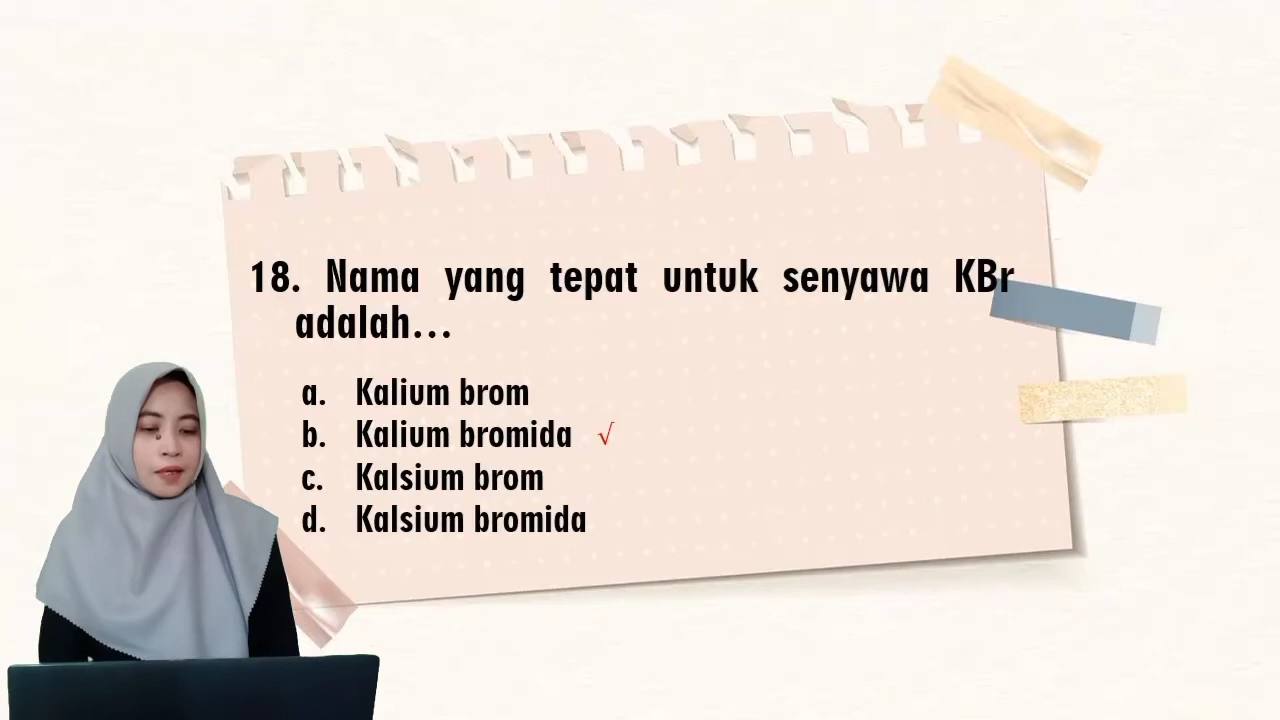 18. Nama yang tepat untuk senyawa KBr
adalah...
a. Kalium brom
b. Kalium bromida √
c. Kalsium brom
d. Kalsium bromida